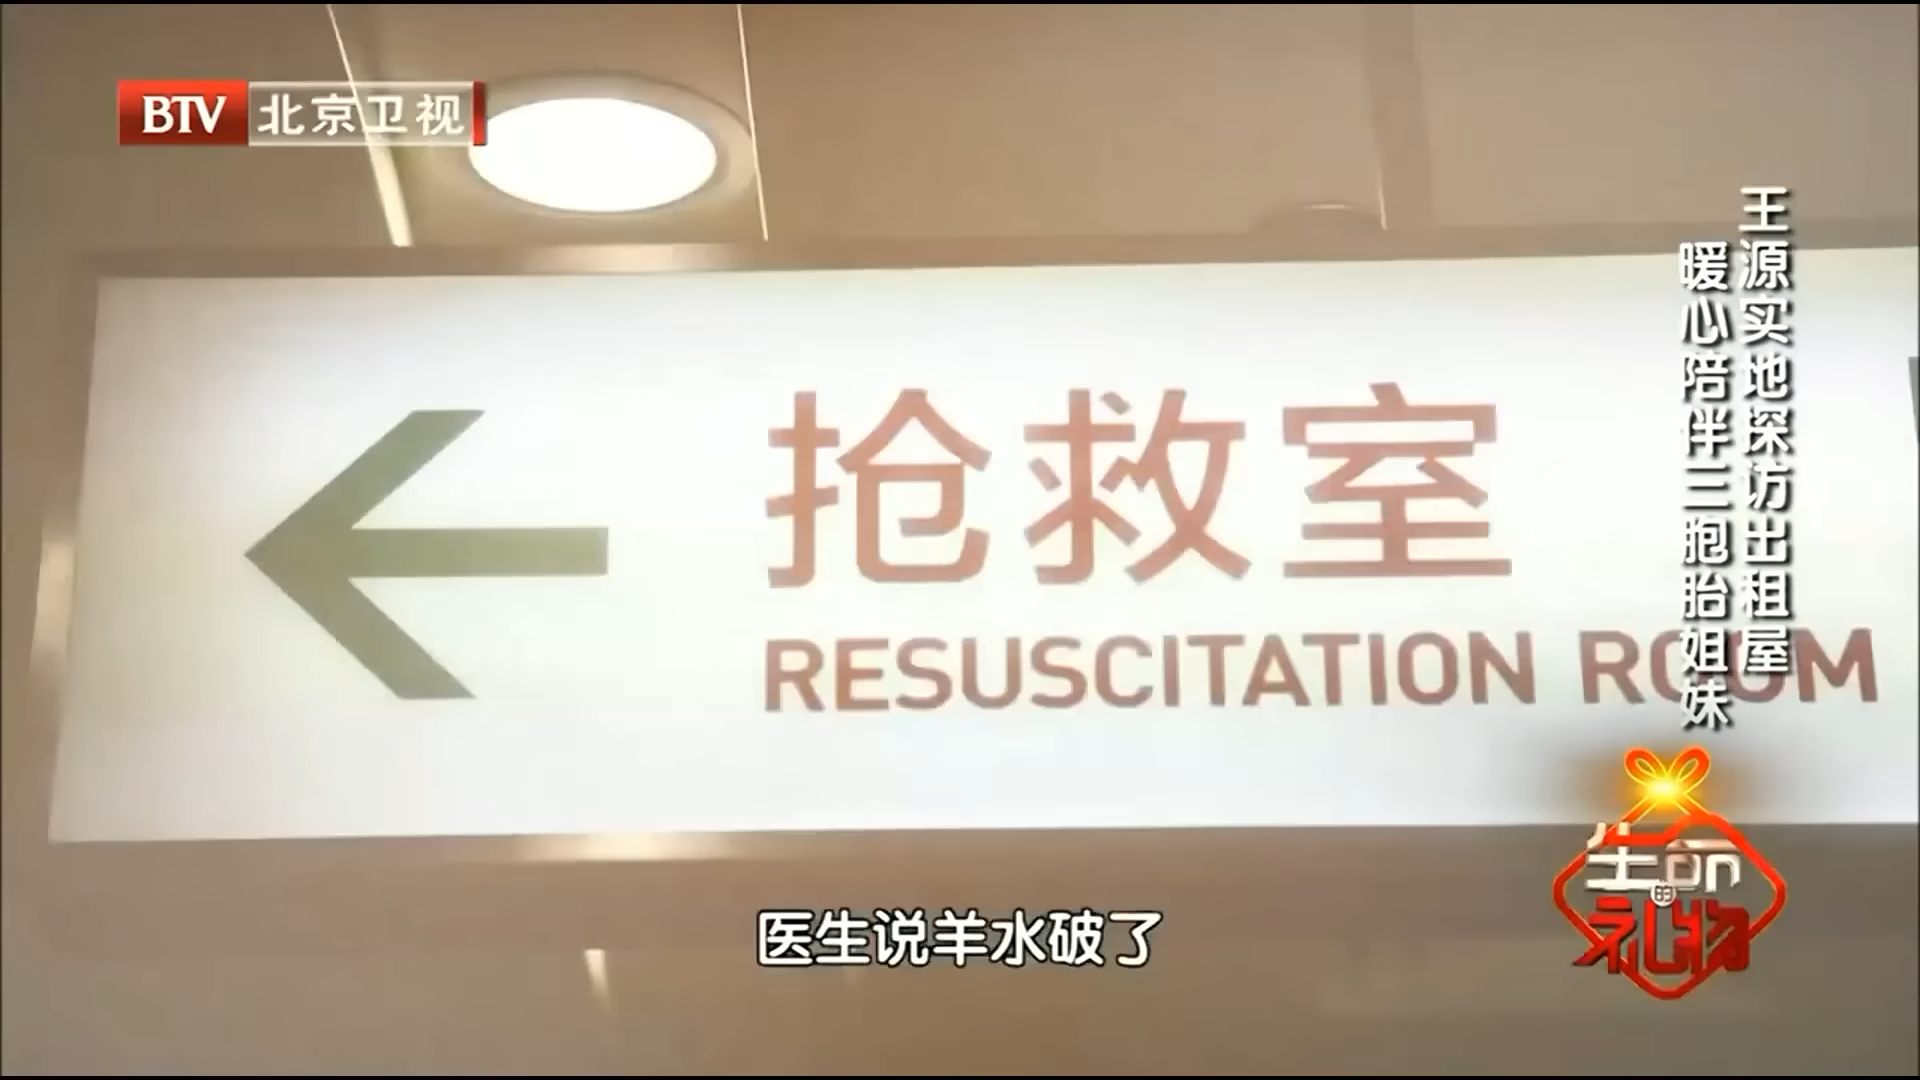 BTV 北京卫视
王源实地探访出租屋
暖心陪伴三胞胎姐妹
抢救室
RESUSCITATION ROOM
生命的礼物
医生说羊水破了